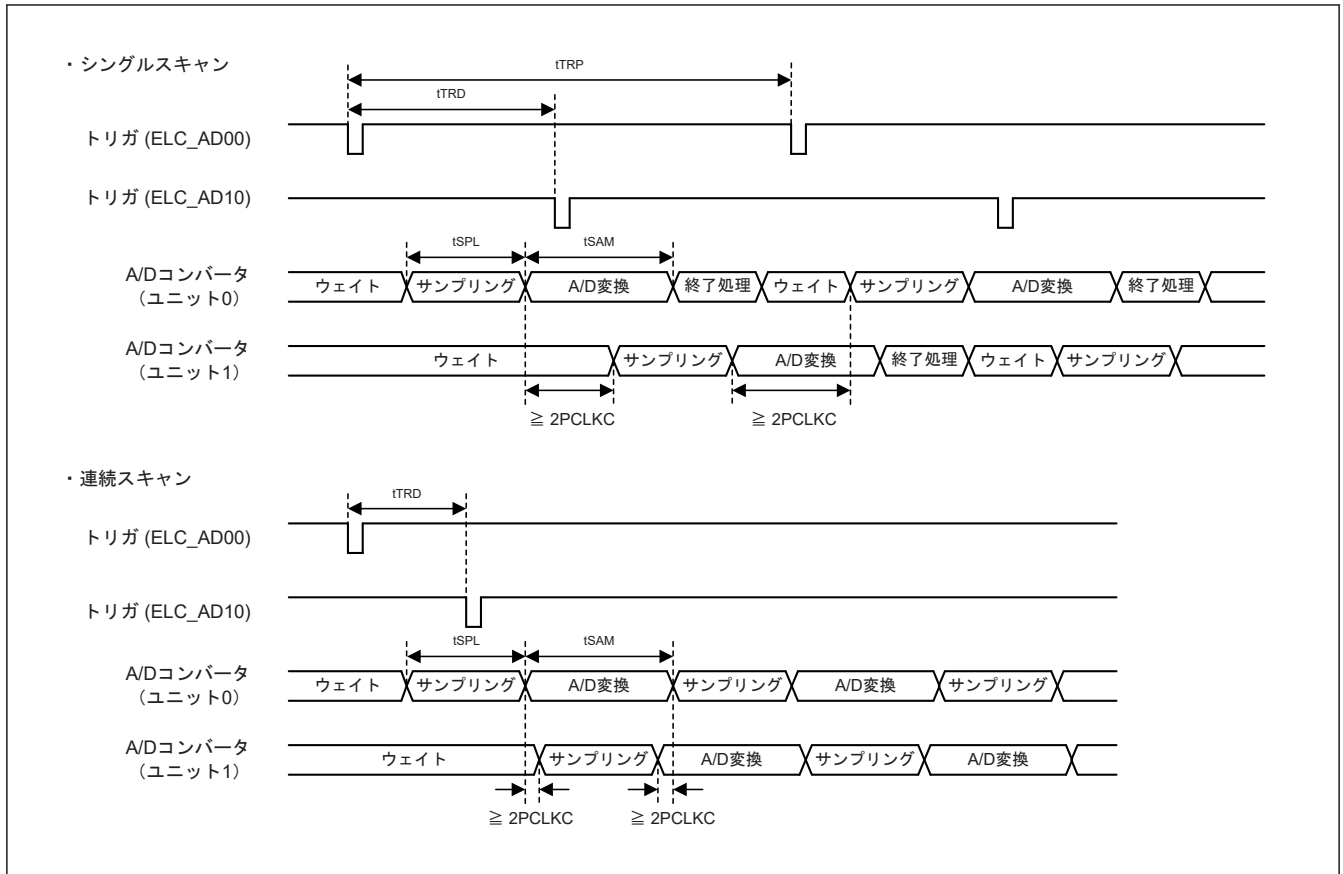 ・シングルスキャン
tTRP
tTRD
トリガ (ELC_AD00)
トリガ (ELC_AD10)
tSPL
tSAM
A/Dコンバータ
（ユニット0）
ウェイト
サンプリング
A/D変換
終了処理
ウェイト
サンプリング
A/D変換
終了処理
A/Dコンバータ
（ユニット1）
ウェイト
サンプリング
A/D変換
終了処理
ウェイト
サンプリング
≧ 2PCLKC
≧ 2PCLKC
・連続スキャン
tTRD
トリガ (ELC_AD00)
トリガ (ELC_AD10)
tSPL
tSAM
A/Dコンバータ
（ユニット0）
ウェイト
サンプリング
A/D変換
サンプリング
A/D変換
サンプリング
A/Dコンバータ
（ユニット1）
ウェイト
サンプリング
A/D変換
サンプリング
A/D変換
≧ 2PCLKC
≧ 2PCLKC